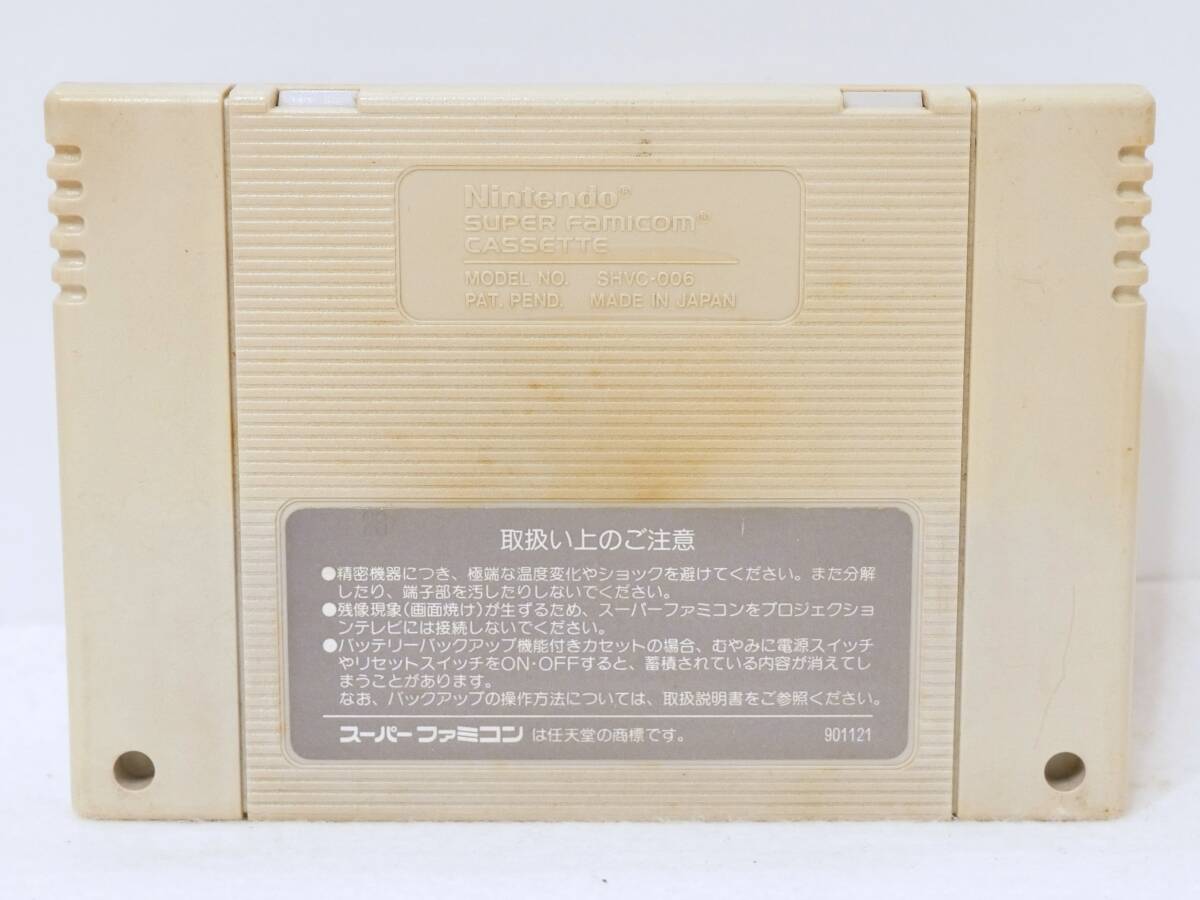 Nintendo®
SUPER FAMICOM®
CASSETTE
MODEL NO. SHVC-006
PAT. PEND. MADE IN JAPAN
取扱い上のご注意
●精密機器につき、極端な温度変化やショックを避けてください。また分解
したり、端子部を汚したりしないでください。
●残像現象(画面焼け)が生ずるため、スーパーファミコンをプロジェクショ
ンテレビには接続しないでください。
●バッテリーバックアップ機能付きカセットの場合、むやみに電源スイッチ
やリセットスイッチをON・OFFすると、蓄積されている内容が消えてし
まうことがあります。
なお、バックアップの操作方法については、取扱説明書をご参照ください。
スーパーファミコン は任天堂の商標です。 901121